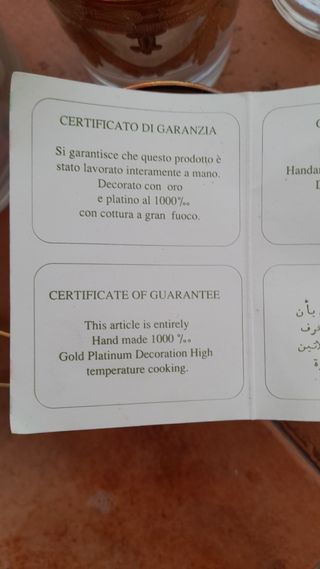 CERTIFICATO DI GARANZIA
Si garantisce che questo prodotto è
stato lavorato interamente a mano.
Decorato con oro
e platino al 1000‰
con cottura a gran fuoco.
CERTIFICATE OF GUARANTEE
This article is entirely
Hand made 1000 ‰
Gold Platinum Decoration High
temperature cooking.